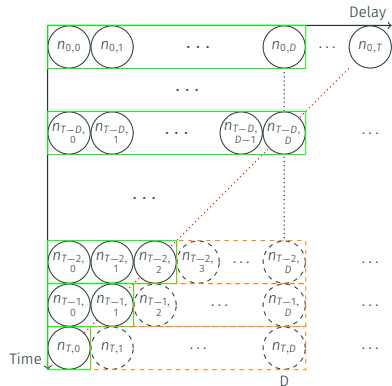 Delay
n0,0 n0,1 ··· n0,D ··· n0,T
···
nT−D,0 nT−D,1 ··· nT−D,D−1 nT−D,D ···
···
nT−2,0 nT−2,1 nT−2,2 nT−2,3 ··· nT−2,D ···
nT−1,0 nT−1,1 nT−1,2 ··· nT−1,D ···
nT,0 nT,1 ··· nT,D ···
Time
D